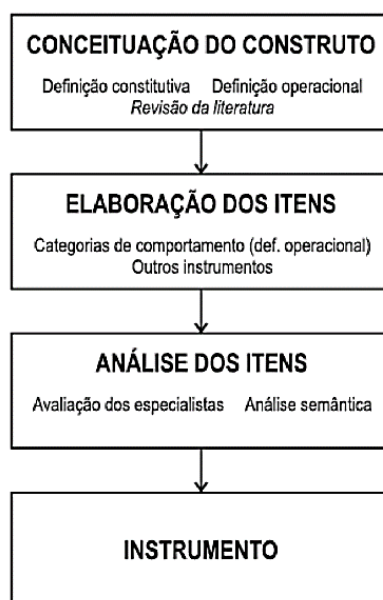 CONCEITUAÇÃO DO CONSTRUTO
Definição constitutiva Definição operacional
Revisão da literatura
ELABORAÇÃO DOS ITENS
Categorias de comportamento (def. operacional)
Outros instrumentos
ANÁLISE DOS ITENS
Avaliação dos especialistas Análise semântica
INSTRUMENTO